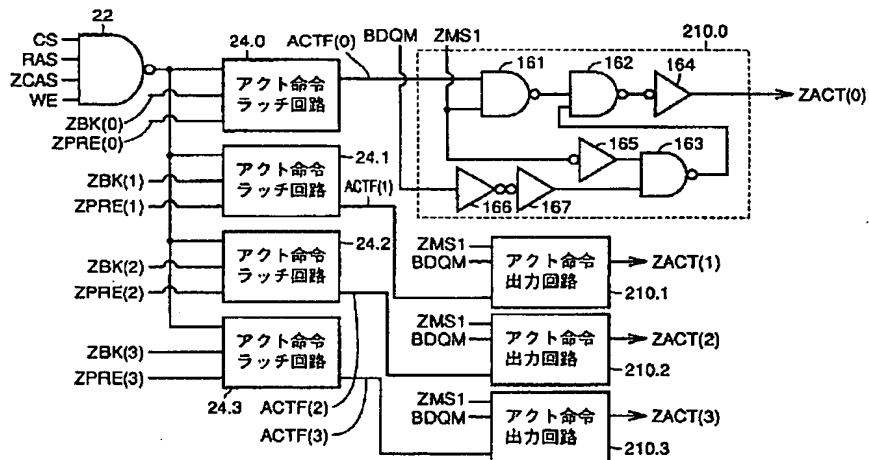 22
CS
RAS
ZCAS
WE
ZBK(0)
ZPRE(0)
24.0
アクト命令
ラッチ回路
ACTF(0)
BDQM
ZMS1
210.0
161
162
164
ZACT(0)
165
163
166
167
24.1
ZBK(1)
ZPRE(1)
アクト命令
ラッチ回路
ACTF(1)
24.2
ZBK(2)
ZPRE(2)
アクト命令
ラッチ回路
ZBK(3)
ZPRE(3)
アクト命令
ラッチ回路
24.3
ACTF(2)
ACTF(3)
ZMS1
BDQM
アクト命令
出力回路
ZACT(1)
210.1
ZMS1
BDQM
アクト命令
出力回路
ZACT(2)
210.2
ZMS1
BDQM
アクト命令
出力回路
ZACT(3)
210.3